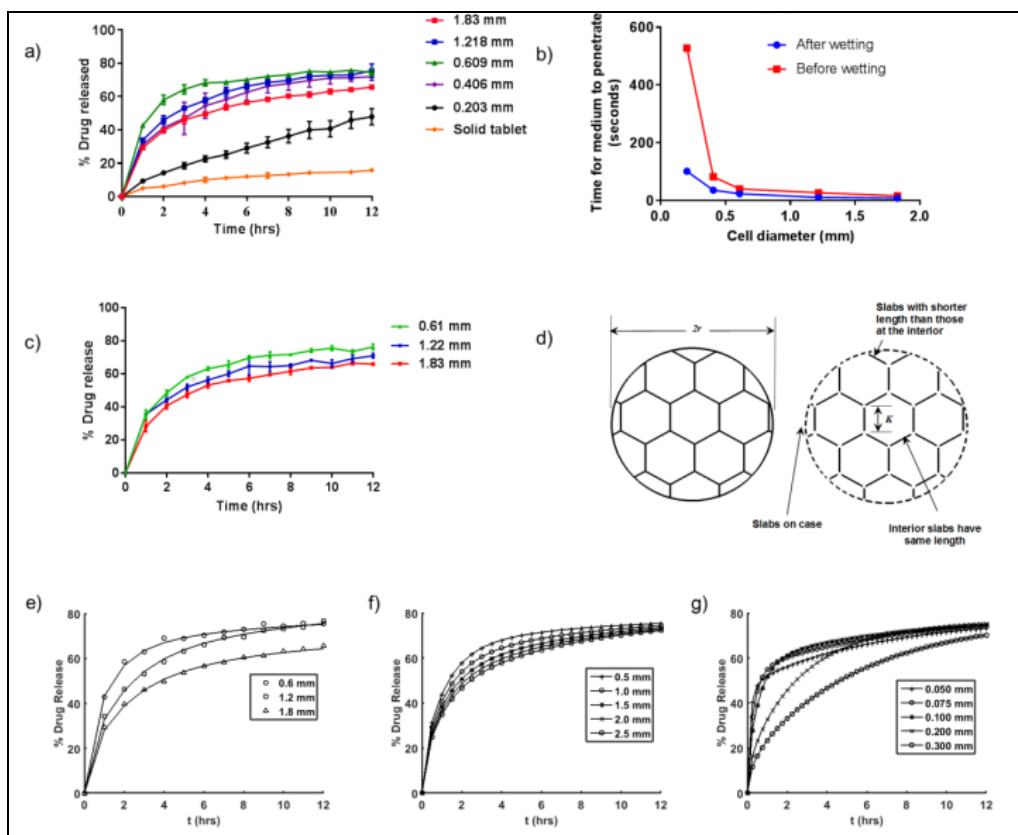 a)
1.83 mm
1.218 mm
0.609 mm
0.406 mm
0.203 mm
Solid tablet
% Drug released
100
80
60
40
20
0
0 2 4 6 8 10 12
Time (hrs)
b)
After wetting
Before wetting
Time for medium to penetrate
(seconds)
600
400
200
0
0.0 0.5 1.0 1.5 2.0
Cell diameter (mm)
c)
0.61 mm
1.22 mm
1.83 mm
% Drug release
100
80
60
40
20
0
0 2 4 6 8 10 12
Time (hrs)
d)
Slabs with shorter
length than those
at the interior
2r
K
Slabs on case
Interior slabs have
same length
e)
% Drug Release
80
60
40
20
0
0.6 mm
1.2 mm
1.8 mm
0 2 4 6 8 10 12
t (hrs)
f)
% Drug Release
80
60
40
20
0
0.5 mm
1.0 mm
1.5 mm
2.0 mm
2.5 mm
0 2 4 6 8 10 12
t (hrs)
g)
% Drug Release
80
60
40
20
0
0.050 mm
0.075 mm
0.100 mm
0.200 mm
0.300 mm
0 2 4 6 8 10 12
t (hrs)